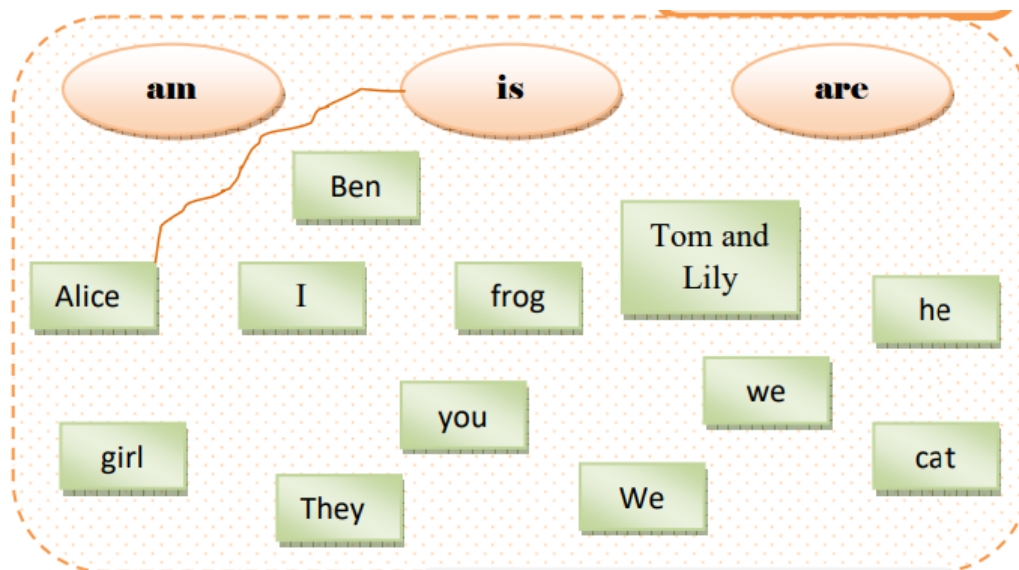 am
is
are
Ben
Tom and
Lily
Alice
I
frog
he
we
you
girl
cat
They
We